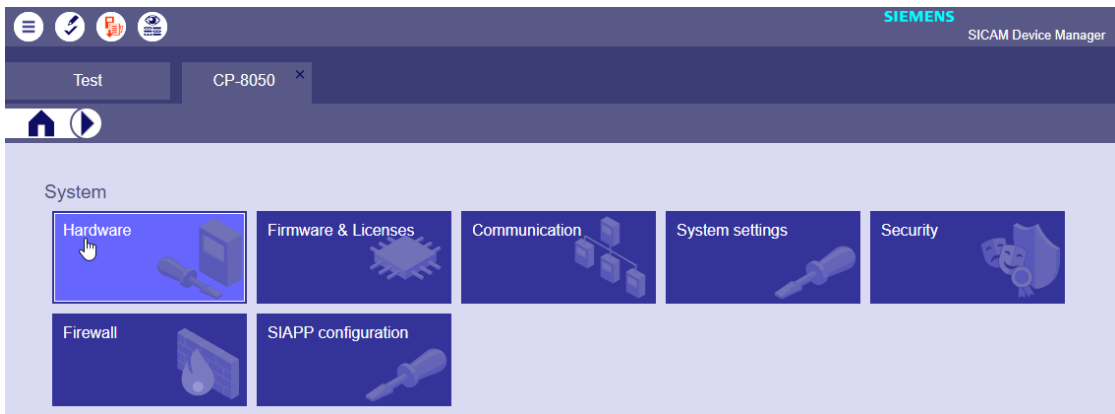 SIEMENS
SICAM Device Manager
Test
CP-8050 ×
System
Hardware
Firmware & Licenses
Communication
System settings
Security
Firewall
SIAPP configuration